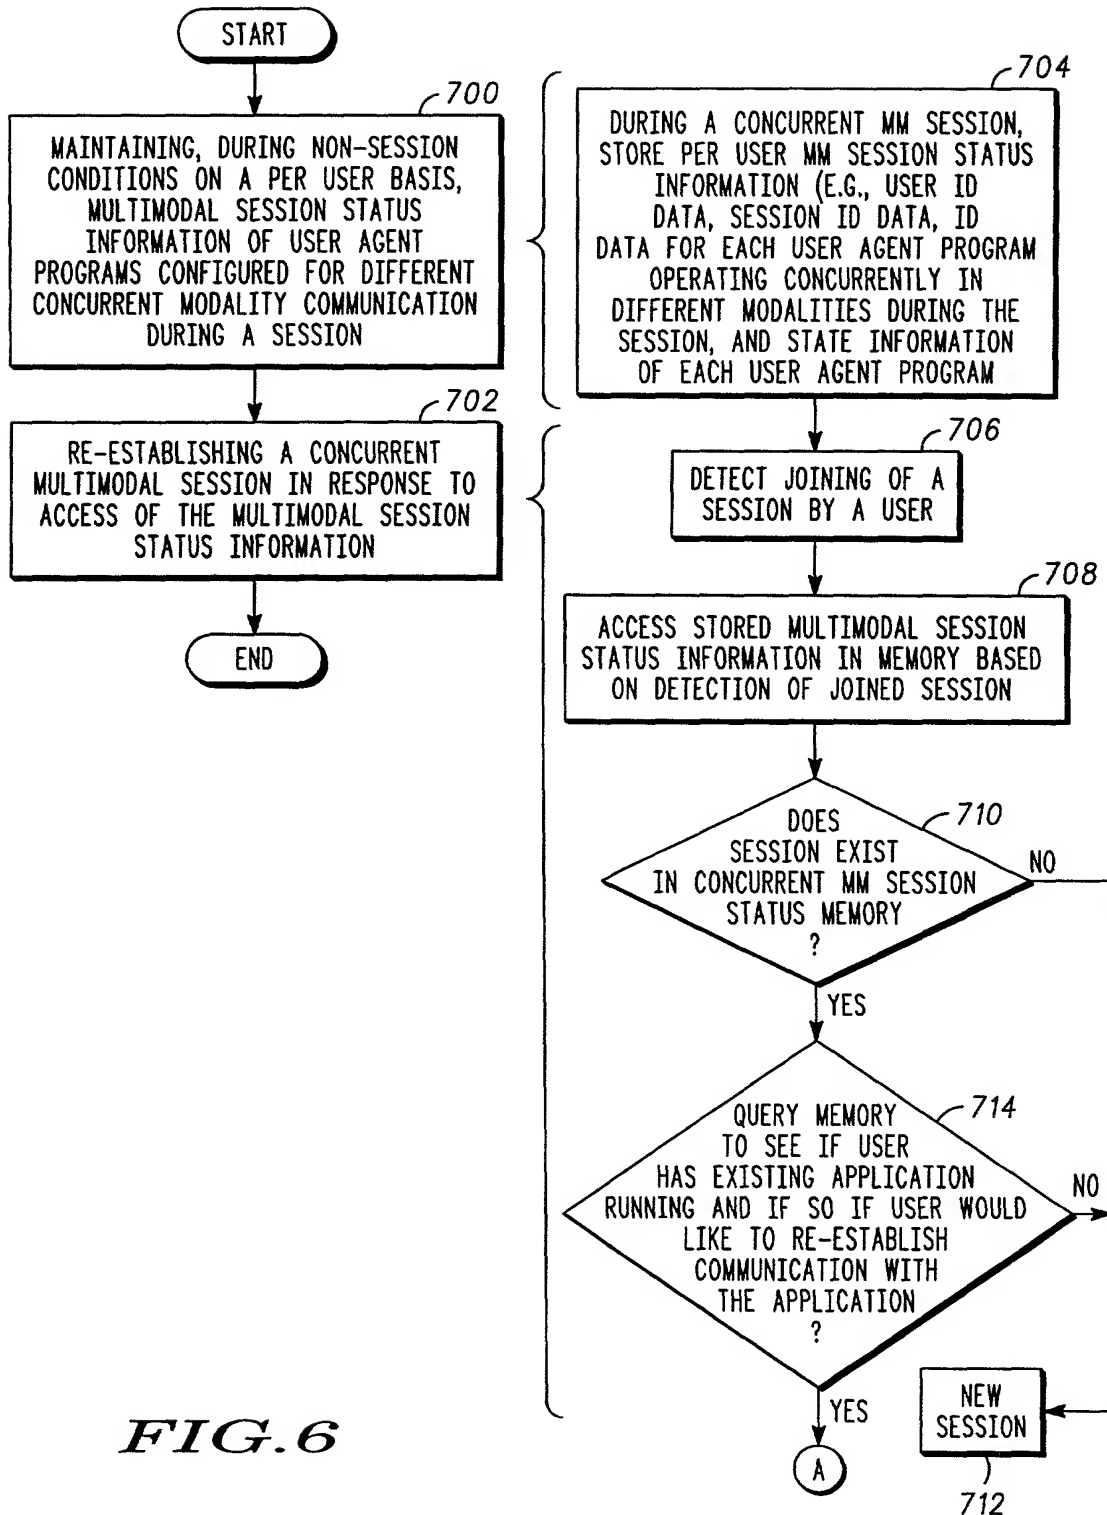 START
700
MAINTAINING, DURING NON-SESSION
CONDITIONS ON A PER USER BASIS,
MULTIMODAL SESSION STATUS
INFORMATION OF USER AGENT
PROGRAMS CONFIGURED FOR DIFFERENT
CONCURRENT MODALITY COMMUNICATION
DURING A SESSION
702
RE-ESTABLISHING A CONCURRENT
MULTIMODAL SESSION IN RESPONSE TO
ACCESS OF THE MULTIMODAL SESSION
STATUS INFORMATION
END
704
DURING A CONCURRENT MM SESSION,
STORE PER USER MM SESSION STATUS
INFORMATION (E.G., USER ID
DATA, SESSION ID DATA, ID
DATA FOR EACH USER AGENT PROGRAM
OPERATING CONCURRENTLY IN
DIFFERENT MODALITIES DURING THE
SESSION, AND STATE INFORMATION
OF EACH USER AGENT PROGRAM
706
DETECT JOINING OF A
SESSION BY A USER
708
ACCESS STORED MULTIMODAL SESSION
STATUS INFORMATION IN MEMORY BASED
ON DETECTION OF JOINED SESSION
710
DOES
SESSION EXIST
IN CONCURRENT MM SESSION
STATUS MEMORY
?
NO
YES
714
QUERY MEMORY
TO SEE IF USER
HAS EXISTING APPLICATION
RUNNING AND IF SO IF USER WOULD
LIKE TO RE-ESTABLISH
COMMUNICATION WITH
THE APPLICATION
?
NO
YES
A
NEW
SESSION
712
FIG.6